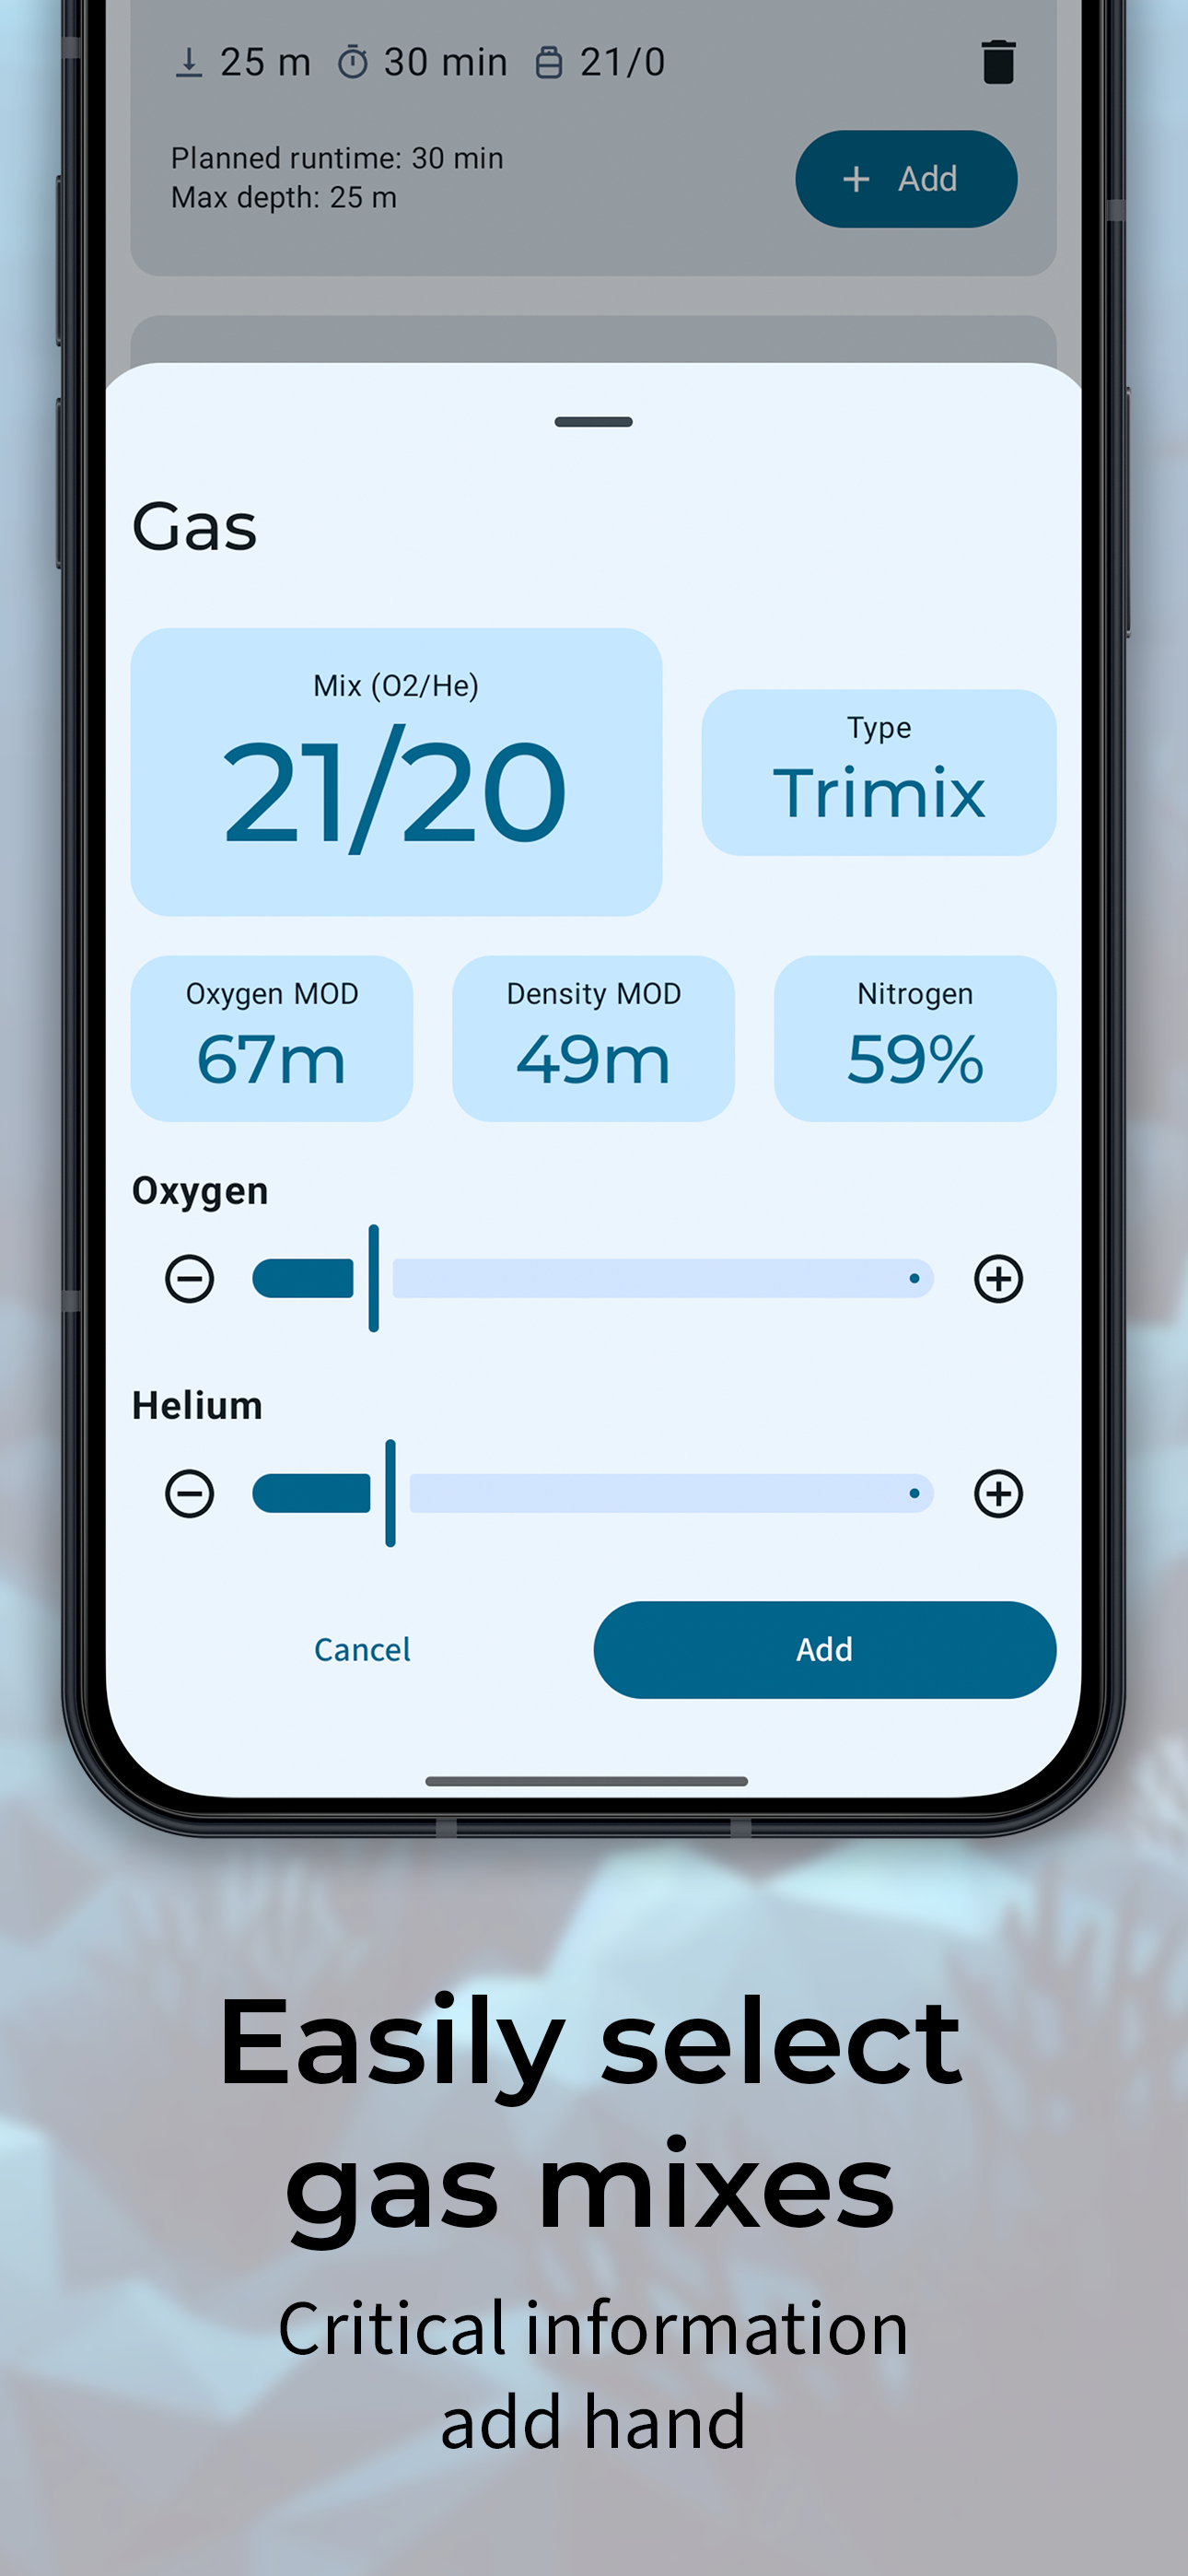 25 m 30 min 21/0
Planned runtime: 30 min
Max depth: 25 m
+ Add
Gas
Mix (O2/He)
21/20
Type
Trimix
Oxygen MOD
67m
Density MOD
49m
Nitrogen
59%
Oxygen
Helium
Cancel
Add
Easily select
gas mixes
Critical information
add hand